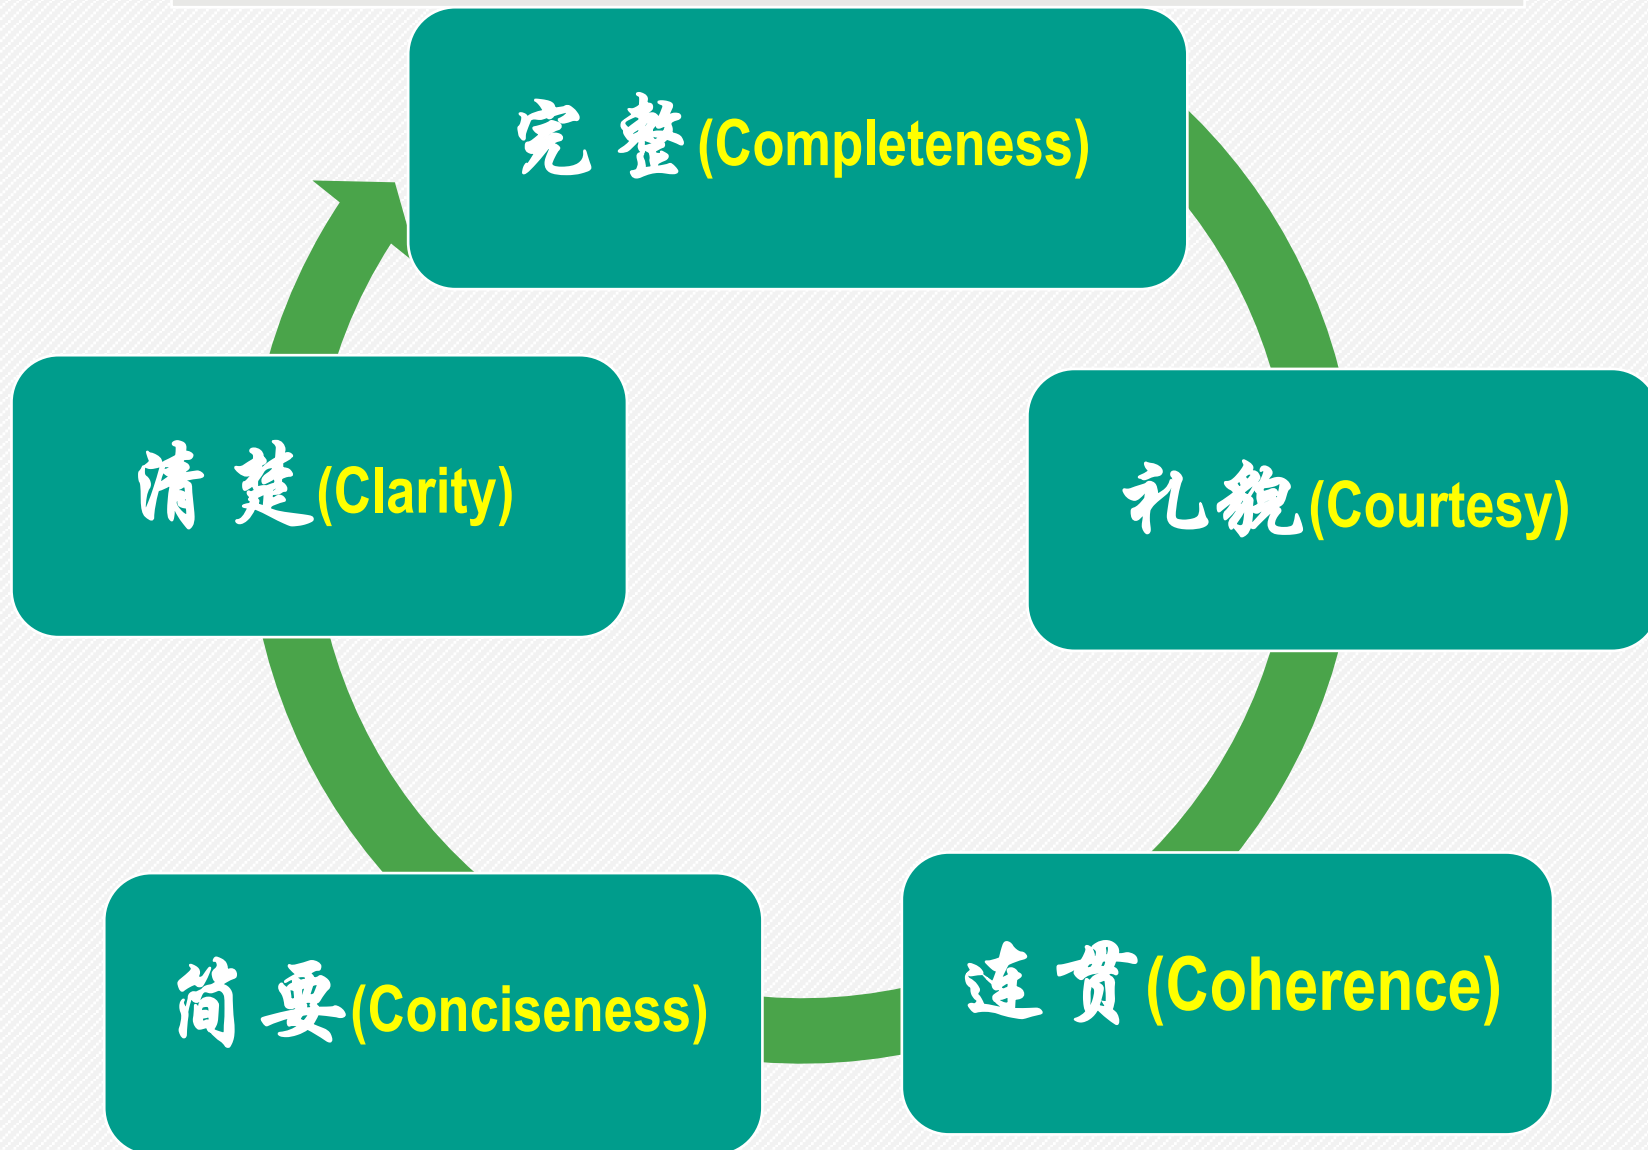 完 整(Completeness)
清 楚(Clarity)
礼 貌(Courtesy)
简 要(Conciseness)
连 贯(Coherence)